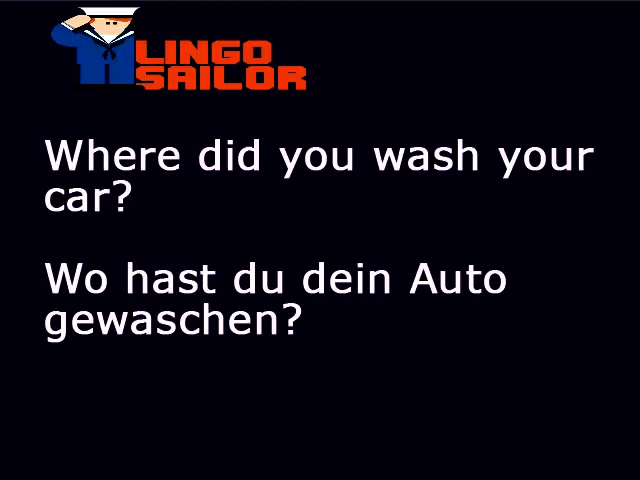 LINGO
SAILOR
Where did you wash your
car?
Wo hast du dein Auto
gewaschen?